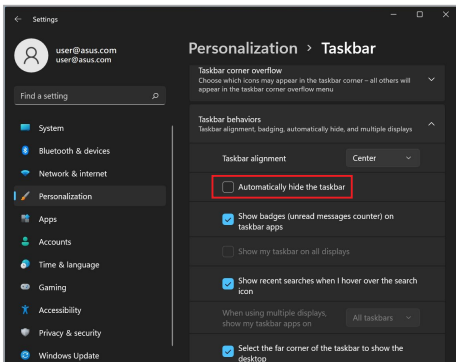 Settings
user@asus.com
user@asus.com
Find a setting
System
Bluetooth & devices
Network & internet
Personalization
Apps
Accounts
Time & language
Gaming
Accessibility
Privacy & security
Windows Update
Personalization > Taskbar
Taskbar corner overflow
Choose which icons may appear in the taskbar corner – all others will
appear in the taskbar corner overflow menu
Taskbar behaviors
Taskbar alignment, badging, automatically hide, and multiple displays
Taskbar alignment
Center
Automatically hide the taskbar
Show badges (unread messages counter) on
taskbar apps
Show my taskbar on all displays
Show recent searches when I hover over the search
icon
When using multiple displays,
show my taskbar apps on
All taskbars
Select the far corner of the taskbar to show the
desktop